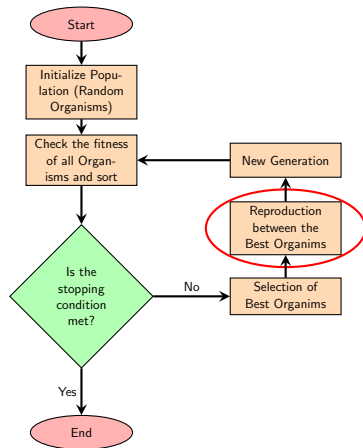 Start
Initialize Popu-
lation (Random
Organisms)
Check the fitness
of all Organ-
isms and sort
New Generation
Reproduction
between the
Best Organims
Is the
stopping
condition
met?
No
Selection of
Best Organims
Yes
End